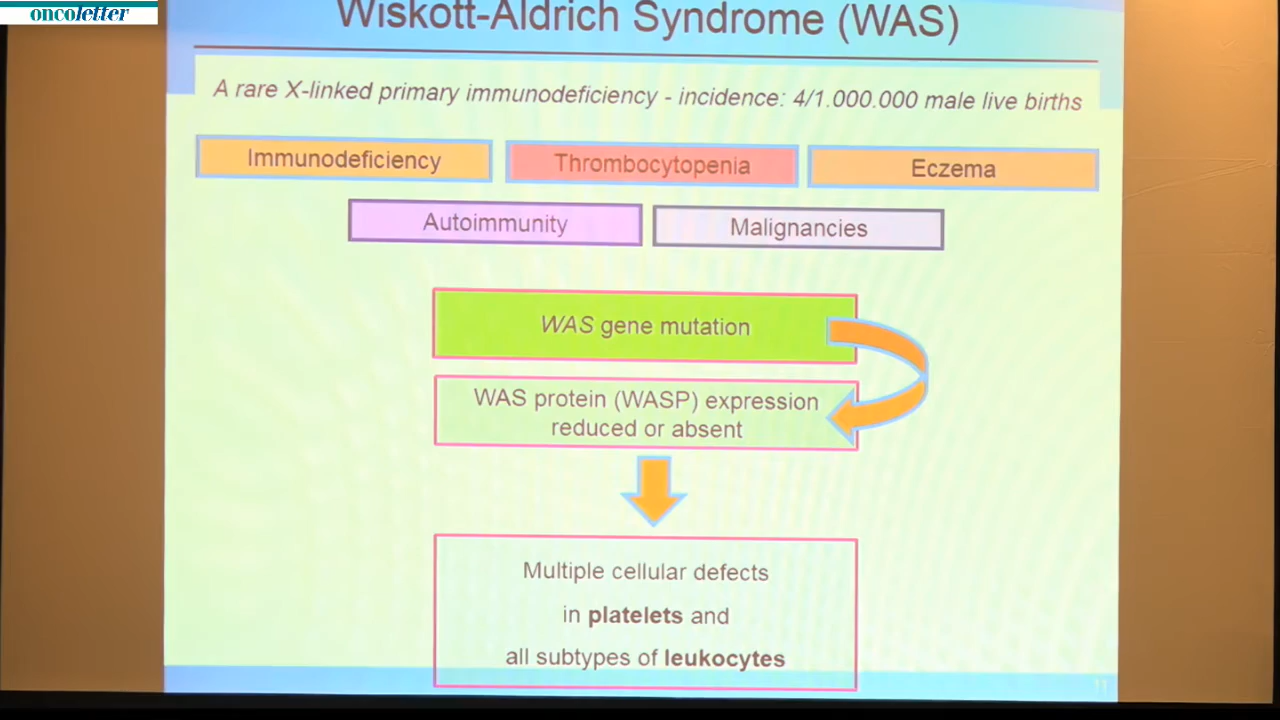 oncoletter
Wiskott-Aldrich Syndrome (WAS)
A rare X-linked primary immunodeficiency - incidence: 4/1.000.000 male live births
Immunodeficiency
Thrombocytopenia
Eczema
Autoimmunity
Malignancies
WAS gene mutation
WAS protein (WASP) expression
reduced or absent
Multiple cellular defects
in platelets and
all subtypes of leukocytes